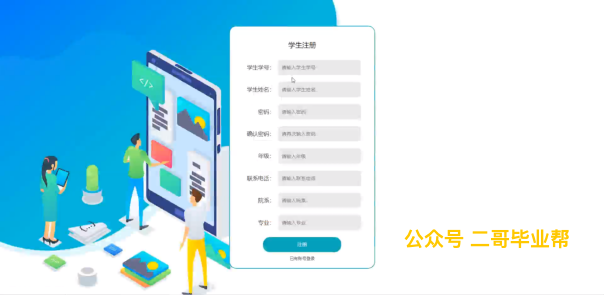 学生注册
学生学号： 请输入学生学号
学生姓名： 请输入学生姓名
密码： 请输入密码
确认密码： 请再次输入密码
年级： 请输入年级
联系电话： 请输入联系电话
院系： 请输入院系
专业： 请输入专业
注册
已有账号登录
公众号 二哥毕业帮